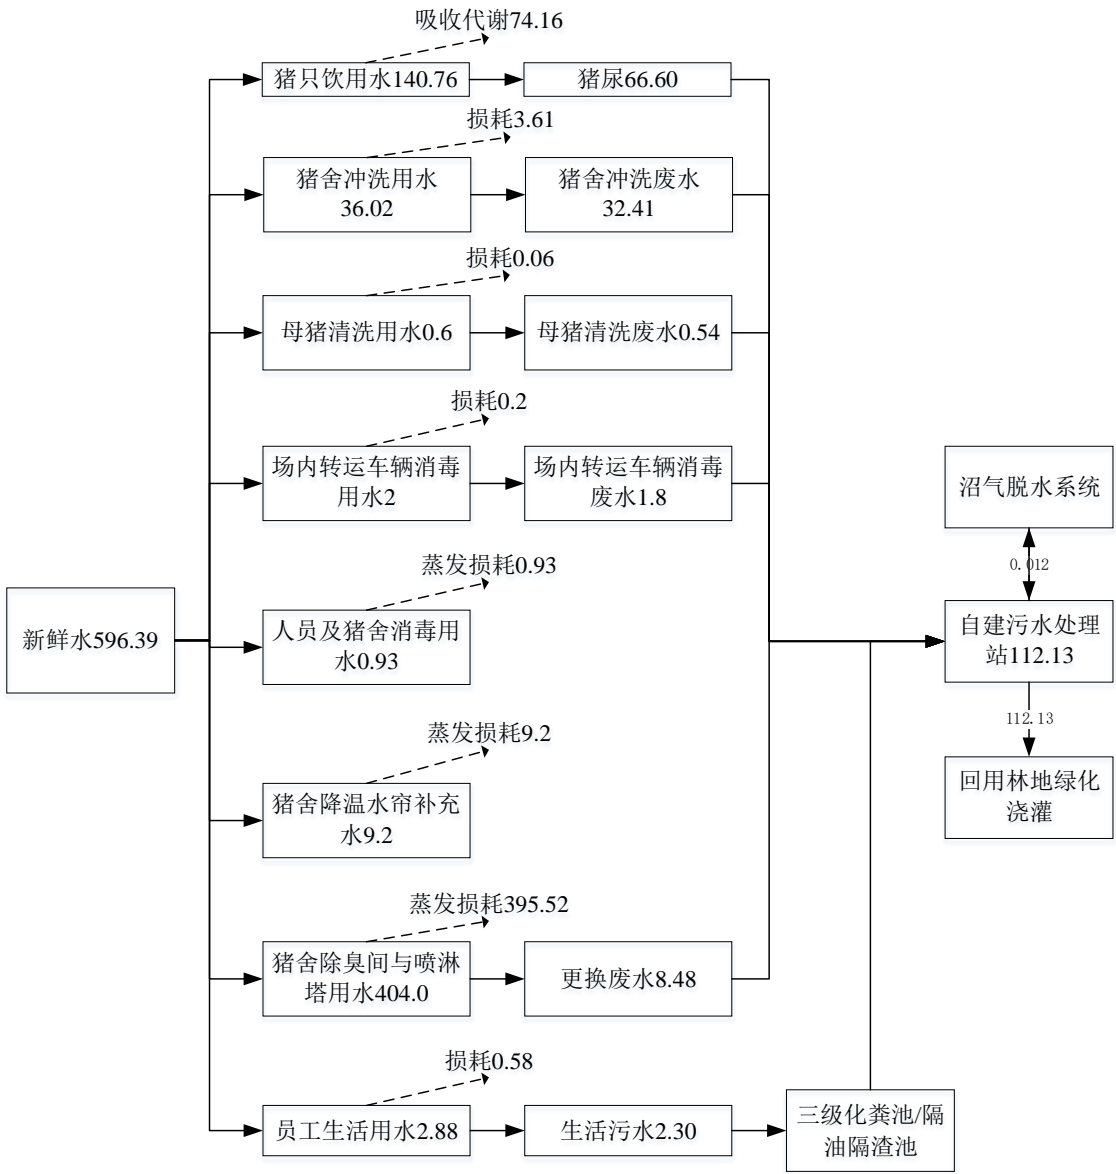 吸收代谢74.16
猪只饮用水140.76
猪尿66.60
损耗3.61
猪舍冲洗用水
36.02
猪舍冲洗废水
32.41
损耗0.06
母猪清洗用水0.6
母猪清洗废水0.54
损耗0.2
场内转运车辆消毒
用水2
场内转运车辆消毒
废水1.8
沼气脱水系统
0.012
蒸发损耗0.93
人员及猪舍消毒用
水0.93
新鲜水596.39
自建污水处理
站112.13
112.13
蒸发损耗9.2
猪舍降温水帘补充
水9.2
回用林地绿化
浇灌
蒸发损耗395.52
猪舍除臭间与喷淋
塔用水404.0
更换废水8.48
损耗0.58
员工生活用水2.88
生活污水2.30
三级化粪池/隔
油隔渣池